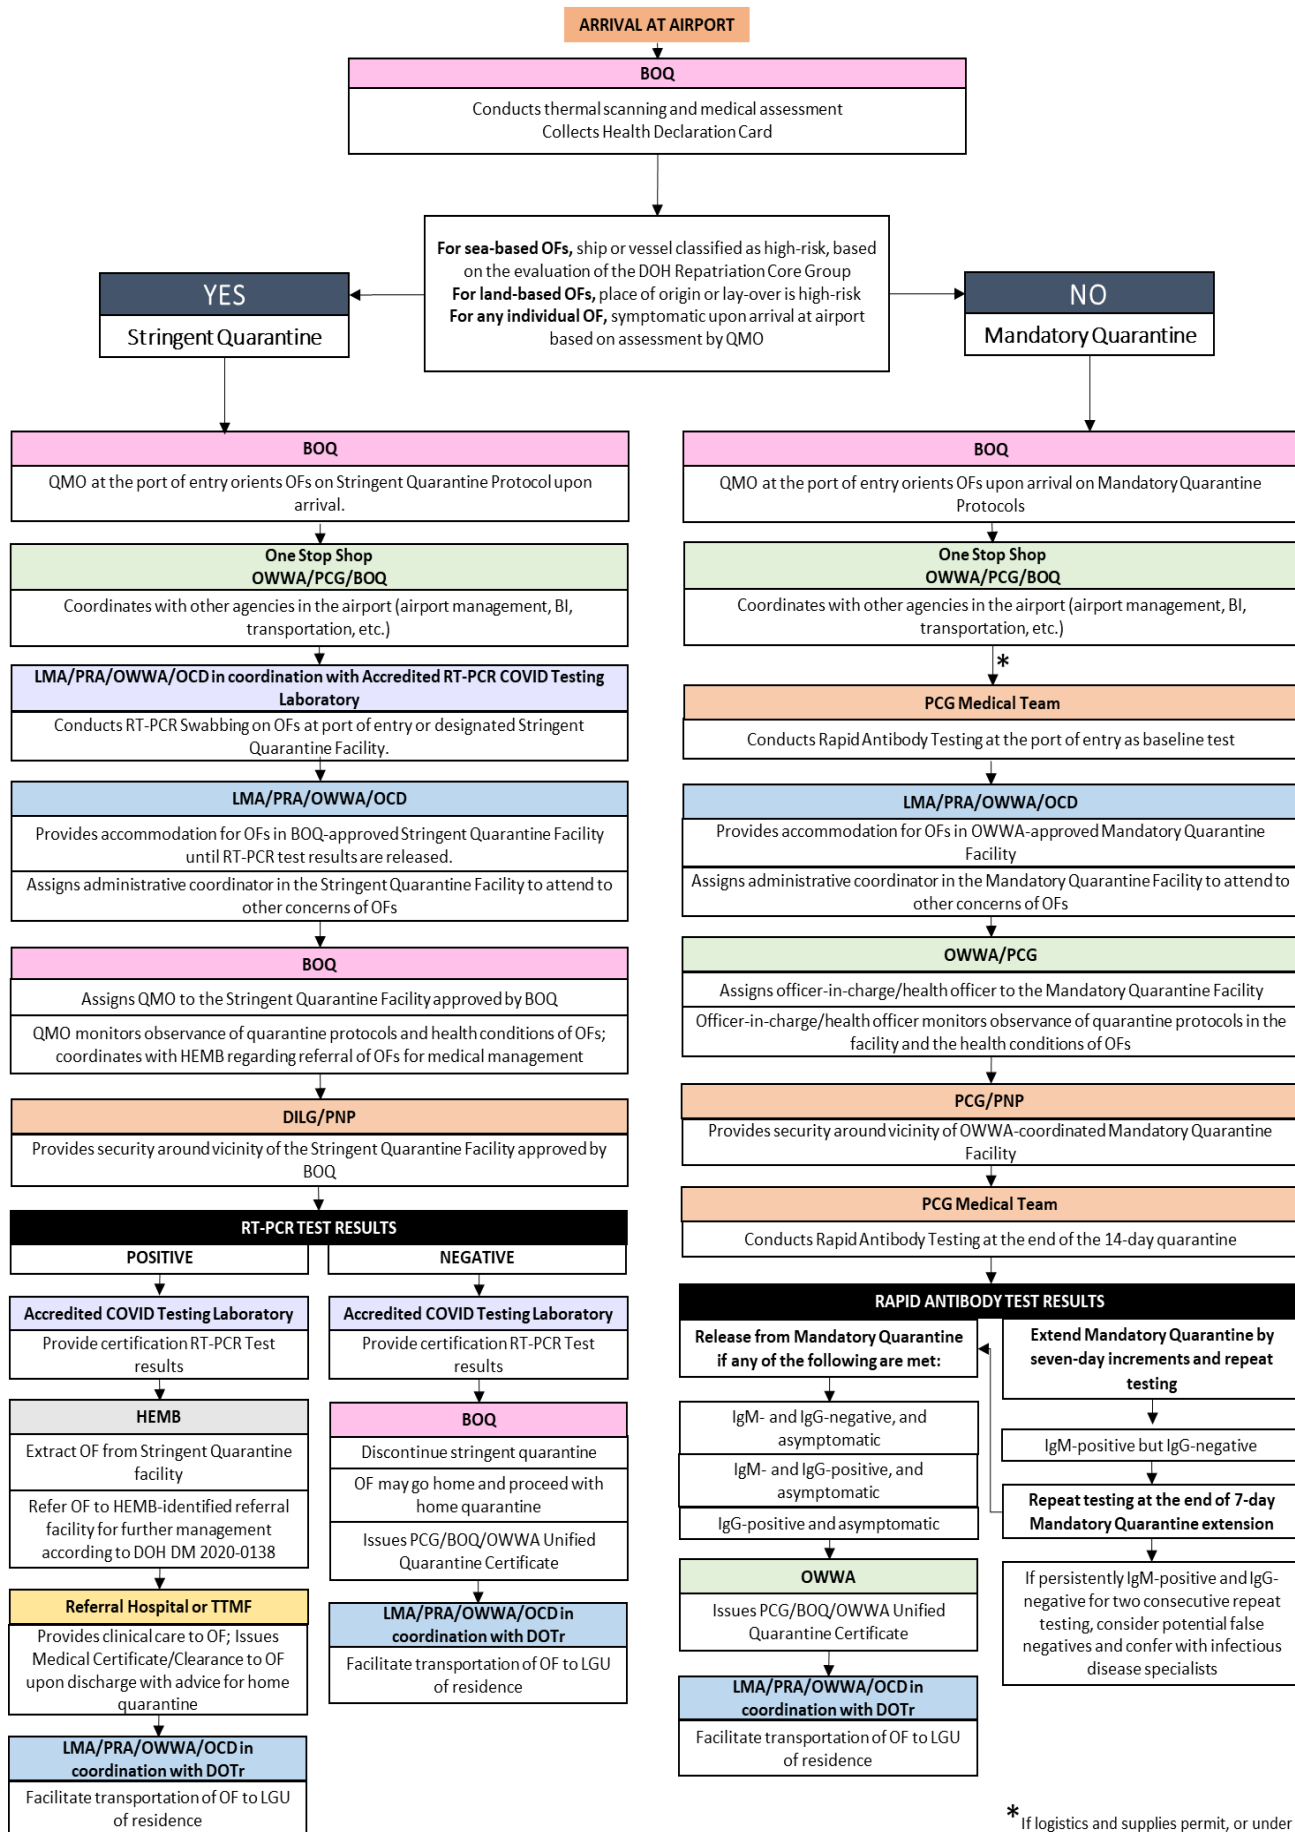 ARRIVAL AT AIRPORT
BOQ
Conducts thermal scanning and medical assessment
Collects Health Declaration Card
For sea-based OFs, ship or vessel classified as high-risk, based
on the evaluation of the DOH Repatriation Core Group
For land-based OFs, place of origin or lay-over is high-risk
For any individual OF, symptomatic upon arrival at airport
based on assessment by QMO
YES
Stringent Quarantine
NO
Mandatory Quarantine
BOQ
QMO at the port of entry orients OFs on Stringent Quarantine Protocol upon
arrival.
One Stop Shop
OWWA/PCG/BOQ
Coordinates with other agencies in the airport (airport management, BI,
transportation, etc.)
LMA/PRA/OWWA/OCD in coordination with Accredited RT-PCR COVID Testing
Laboratory
Conducts RT-PCR Swabbing on OFs at port of entry or designated Stringent
Quarantine Facility.
LMA/PRA/OWWA/OCD
Provides accommodation for OFs in BOQ-approved Stringent Quarantine Facility
until RT-PCR test results are released.
Assigns administrative coordinator in the Stringent Quarantine Facility to attend to
other concerns of OFs
BOQ
Assigns QMO to the Stringent Quarantine Facility approved by BOQ
QMO monitors observance of quarantine protocols and health conditions of OFs;
coordinates with HEMB regarding referral of OFs for medical management
DILG/PNP
Provides security around vicinity of the Stringent Quarantine Facility approved by
BOQ
RT-PCR TEST RESULTS
POSITIVE
Accredited COVID Testing Laboratory
Provide certification RT-PCR Test
results
HEMB
Extract OF from Stringent Quarantine
facility
Refer OF to HEMB-identified referral
facility for further management
according to DOH DM 2020-0138
Referral Hospital or TTMF
Provides clinical care to OF; Issues
Medical Certificate/Clearance to OF
upon discharge with advice for home
quarantine
LMA/PRA/OWWA/OCD in
coordination with DOTr
Facilitate transportation of OF to LGU
of residence
NEGATIVE
Accredited COVID Testing Laboratory
Provide certification RT-PCR Test
results
BOQ
Discontinue stringent quarantine
OF may go home and proceed with
home quarantine
Issues PCG/BOQ/OWWA Unified
Quarantine Certificate
LMA/PRA/OWWA/OCD in
coordination with DOTr
Facilitate transportation of OF to LGU
of residence
BOQ
QMO at the port of entry orients OFs upon arrival on Mandatory Quarantine
Protocols
One Stop Shop
OWWA/PCG/BOQ
Coordinates with other agencies in the airport (airport management, BI,
transportation, etc.)
*
PCG Medical Team
Conducts Rapid Antibody Testing at the port of entry as baseline test
LMA/PRA/OWWA/OCD
Provides accommodation for OFs in OWWA-approved Mandatory Quarantine
Facility
Assigns administrative coordinator in the Mandatory Quarantine Facility to attend to
other concerns of OFs
OWWA/PCG
Assigns officer-in-charge/health officer to the Mandatory Quarantine Facility
Officer-in-charge/health officer monitors observance of quarantine protocols in the
facility and the health conditions of OFs
PCG/PNP
Provides security around vicinity of OWWA-coordinated Mandatory Quarantine
Facility
PCG Medical Team
Conducts Rapid Antibody Testing at the end of the 14-day quarantine
RAPID ANTIBODY TEST RESULTS
Release from Mandatory Quarantine
if any of the following are met:
IgM- and IgG-negative, and
asymptomatic
IgM- and IgG-positive, and
asymptomatic
IgG-positive and asymptomatic
OWWA
Issues PCG/BOQ/OWWA Unified
Quarantine Certificate
LMA/PRA/OWWA/OCD in
coordination with DOTr
Facilitate transportation of OF to LGU
of residence
Extend Mandatory Quarantine by
seven-day increments and repeat
testing
IgM-positive but IgG-negative
Repeat testing at the end of 7-day
Mandatory Quarantine extension
If persistently IgM-positive and IgG-
negative for two consecutive repeat
testing, consider potential false
negatives and confer with infectious
disease specialists
*If logistics and supplies permit, or under